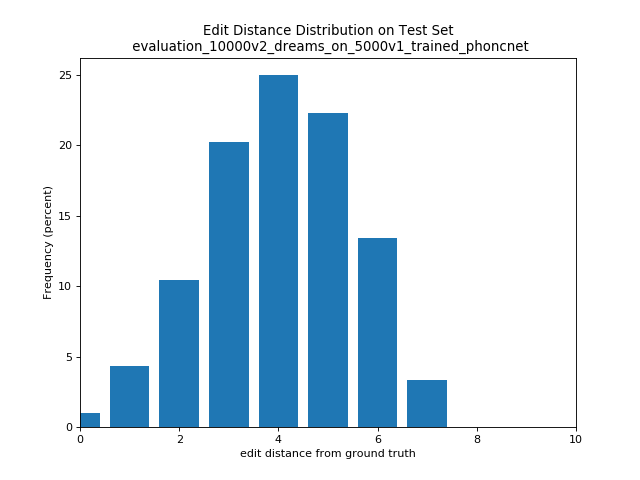 Edit Distance Distribution on Test Set
evaluation_10000v2_dreams_on_5000v1_trained_phoncnet
Frequency (percent)
25
20
15
10
5
0
0 2 4 6 8 10
edit distance from ground truth